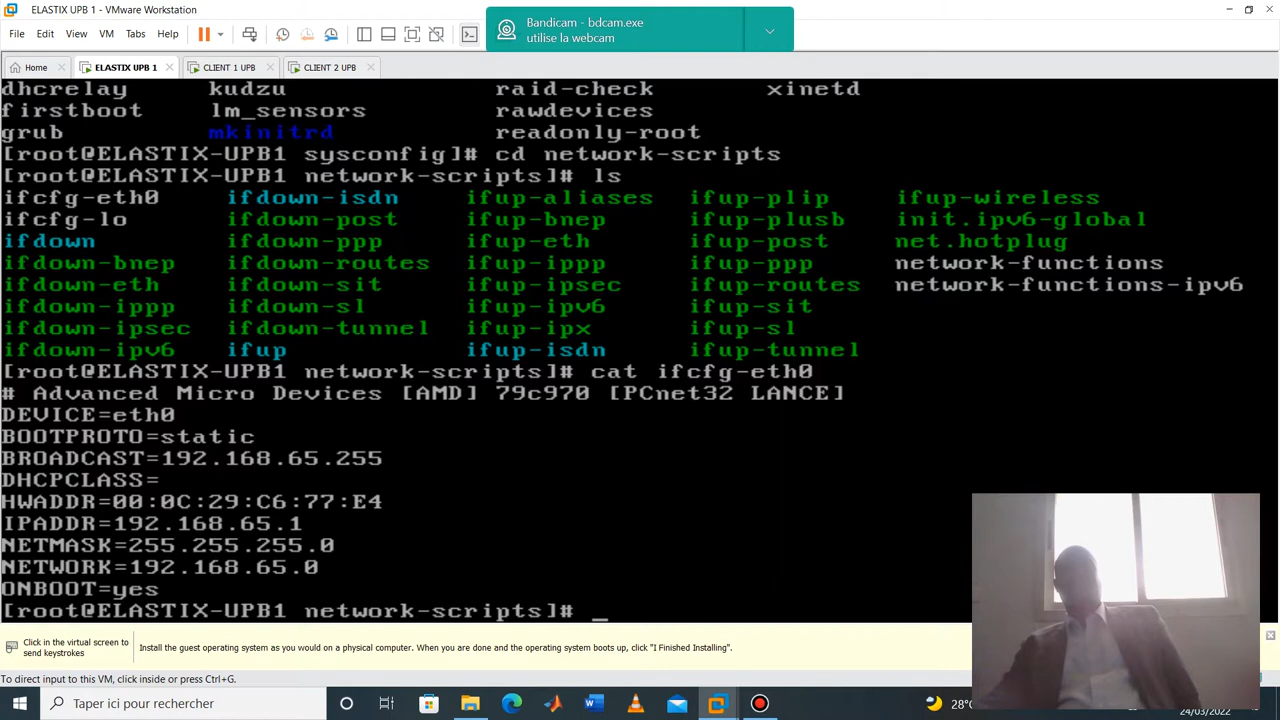 ELASTIX UPB 1 - VMware Workstation
Bandicam - bdcam.exe
utilise la webcam
File Edit View VM Tabs Help
Home ELASTIX UPB 1 CLIENT 1 UPB CLIENT 2 UPB
dhcrelay kudzu raid-check xinetd
firstboot lm_sensors rawdevices
grub mkinitrd readonly-root
[root@ELASTIX-UPB1 sysconfig]# cd network-scripts
[root@ELASTIX-UPB1 network-scripts]# ls
ifcfg-eth0 ifdown-isdn ifup-aliases ifup-plip ifup-wireless
ifcfg-lo ifdown-post ifup-bnep ifup-plusb init.ipv6-global
ifdown ifdown-ppp ifup-eth ifup-post net.hotplug
ifdown-bnep ifdown-routes ifup-ippp ifup-ppp network-functions
ifdown-eth ifdown-sit ifup-ipsec ifup-routes network-functions-ipv6
ifdown-ippp ifdown-sl ifup-ipv6 ifup-sit
ifdown-ipsec ifdown-tunnel ifup-ipx ifup-sl
ifdown-ipv6 ifup ifup-isdn ifup-tunnel
[root@ELASTIX-UPB1 network-scripts]# cat ifcfg-eth0
# Advanced Micro Devices [AMD] 79c970 [PCnet32 LANCE]
DEVICE=eth0
BOOTPROTO=static
BROADCAST=192.168.65.255
DHCPCLASS=
HWADDR=00:0C:29:C6:77:E4
IPADDR=192.168.65.1
NETMASK=255.255.255.0
NETWORK=192.168.65.0
ONBOOT=yes
[root@ELASTIX-UPB1 network-scripts]# _
Click in the virtual screen to
send keystrokes
Install the guest operating system as you would on a physical computer. When you are done and the operating system boots up, click "I Finished Installing".
To direct input to this VM, click inside or press Ctrl+G.
Taper ici pour rechercher
28°
24/03/2022